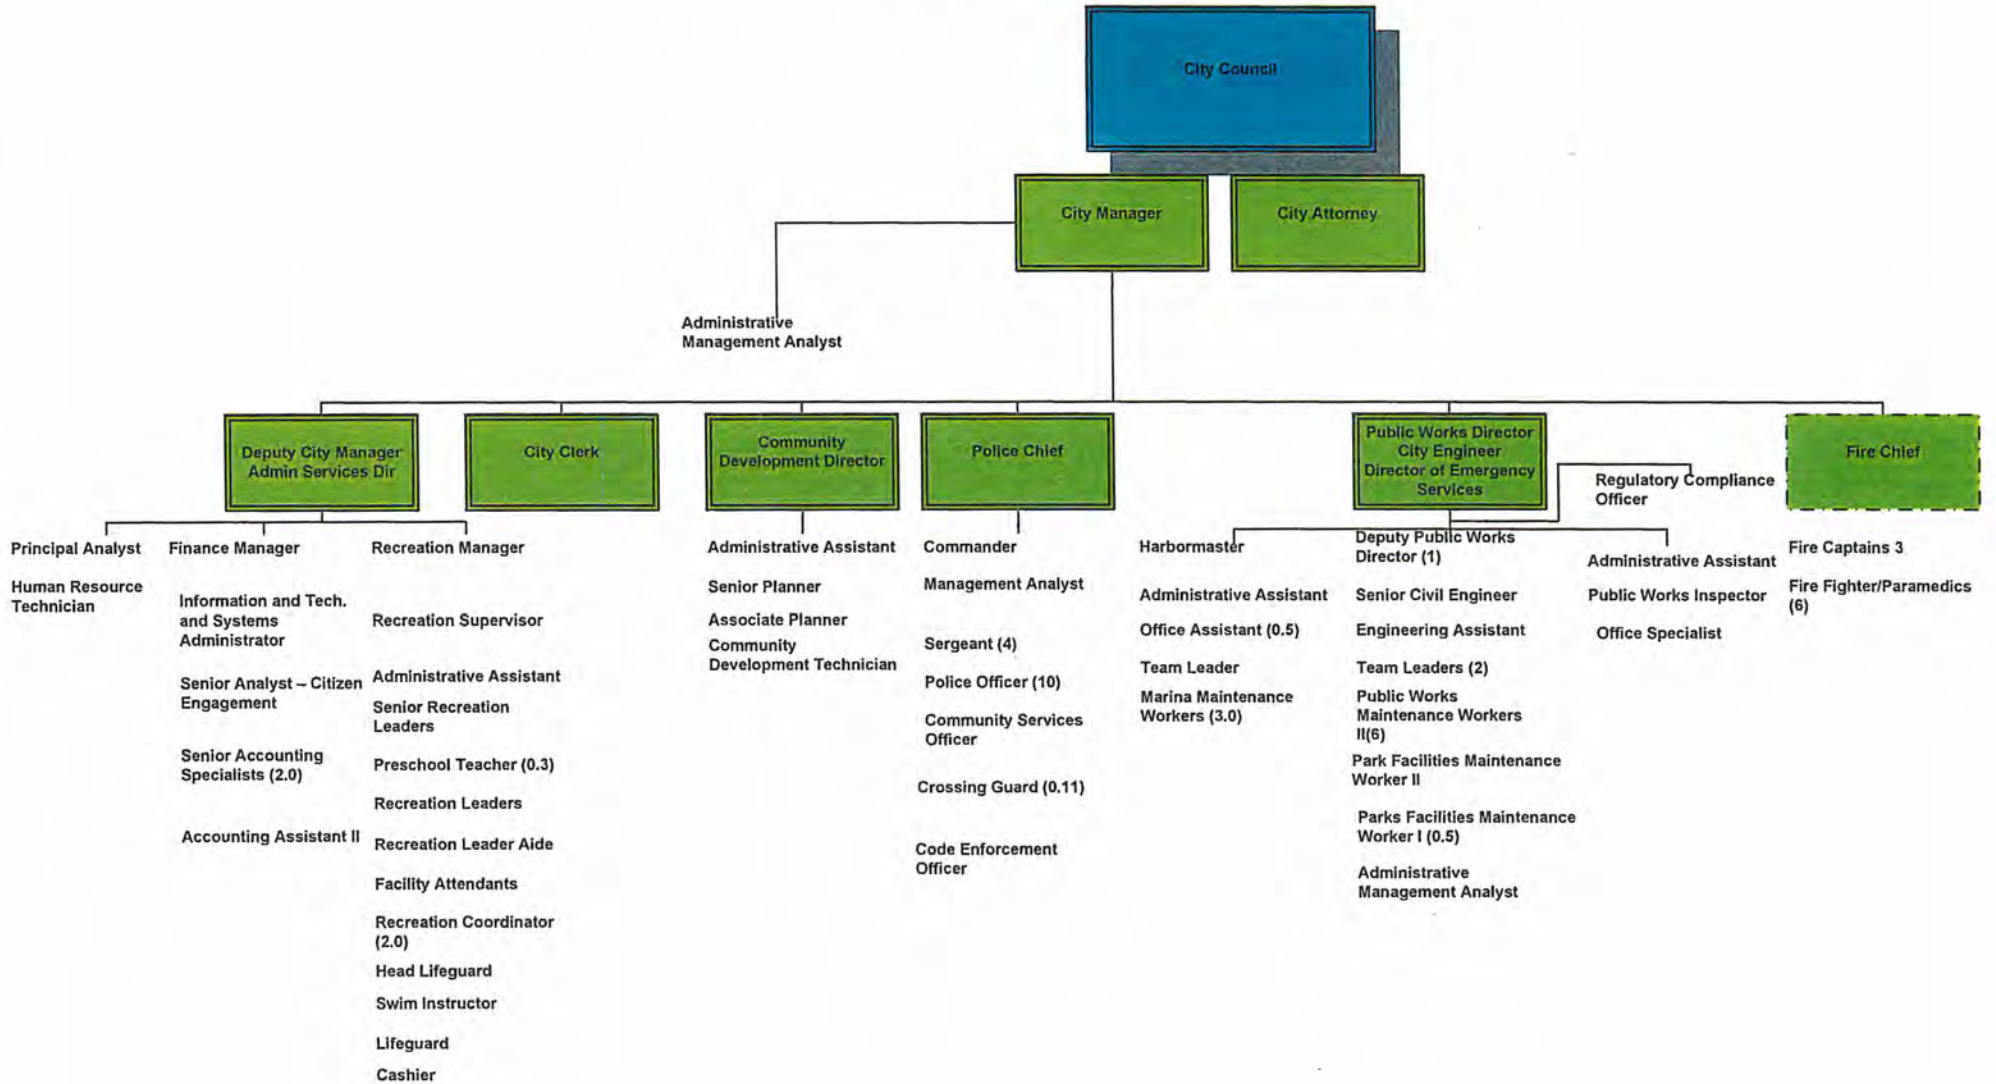 City Council
City Manager
City Attorney
Administrative
Management Analyst
Deputy City Manager
Admin Services Dir
City Clerk
Community
Development Director
Police Chief
Public Works Director
City Engineer
Director of Emergency
Services
Regulatory Compliance
Officer
Fire Chief
Principal Analyst
Human Resource
Technician
Finance Manager
Information and Tech.
and Systems
Administrator
Senior Analyst – Citizen
Engagement
Senior Accounting
Specialists (2.0)
Accounting Assistant II
Recreation Manager
Recreation Supervisor
Administrative Assistant
Senior Recreation
Leaders
Preschool Teacher (0.3)
Recreation Leaders
Recreation Leader Aide
Facility Attendants
Recreation Coordinator
(2.0)
Head Lifeguard
Swim Instructor
Lifeguard
Cashier
Administrative Assistant
Senior Planner
Associate Planner
Community
Development Technician
Commander
Management Analyst
Sergeant (4)
Police Officer (10)
Community Services
Officer
Crossing Guard (0.11)
Code Enforcement
Officer
Harbormaster
Administrative Assistant
Office Assistant (0.5)
Team Leader
Marina Maintenance
Workers (3.0)
Deputy Public Works
Director (1)
Senior Civil Engineer
Engineering Assistant
Team Leaders (2)
Public Works
Maintenance Workers
II(6)
Park Facilities Maintenance
Worker II
Parks Facilities Maintenance
Worker I (0.5)
Administrative
Management Analyst
Administrative Assistant
Public Works Inspector
Office Specialist
Fire Captains 3
Fire Fighter/Paramedics
(6)